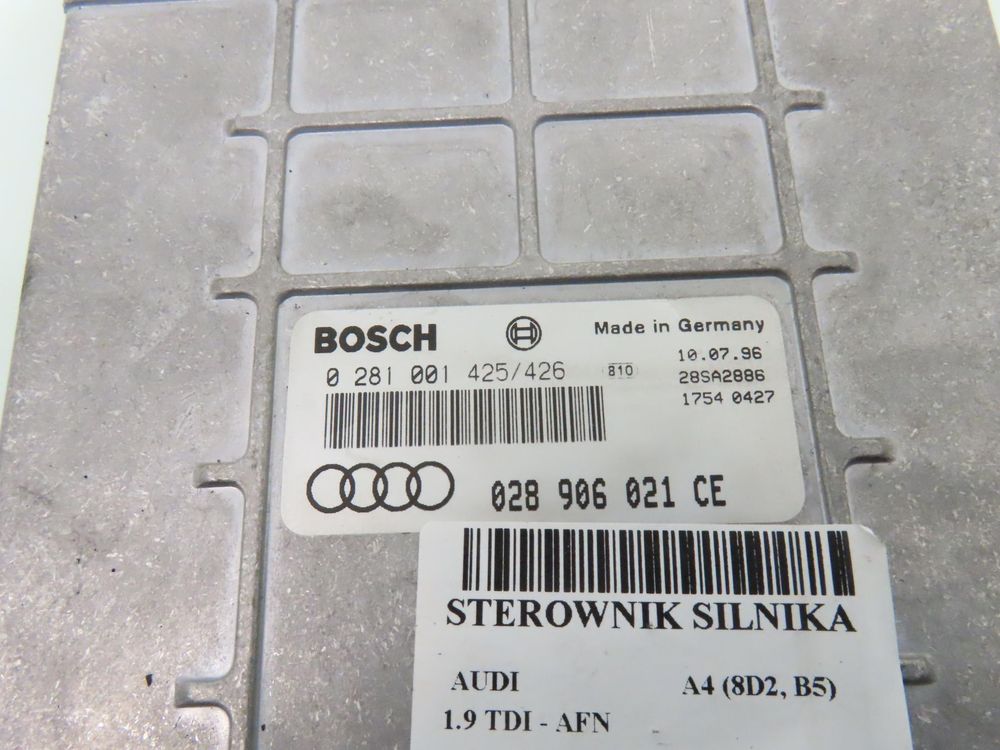 BOSCH
Made in Germany
0 281 001 425/426
810
10.07.96
28SA2886
1754 0427
028 906 021 CE
STEROWNIK SILNIKA
AUDI A4 (8D2, B5)
1.9 TDI - AFN